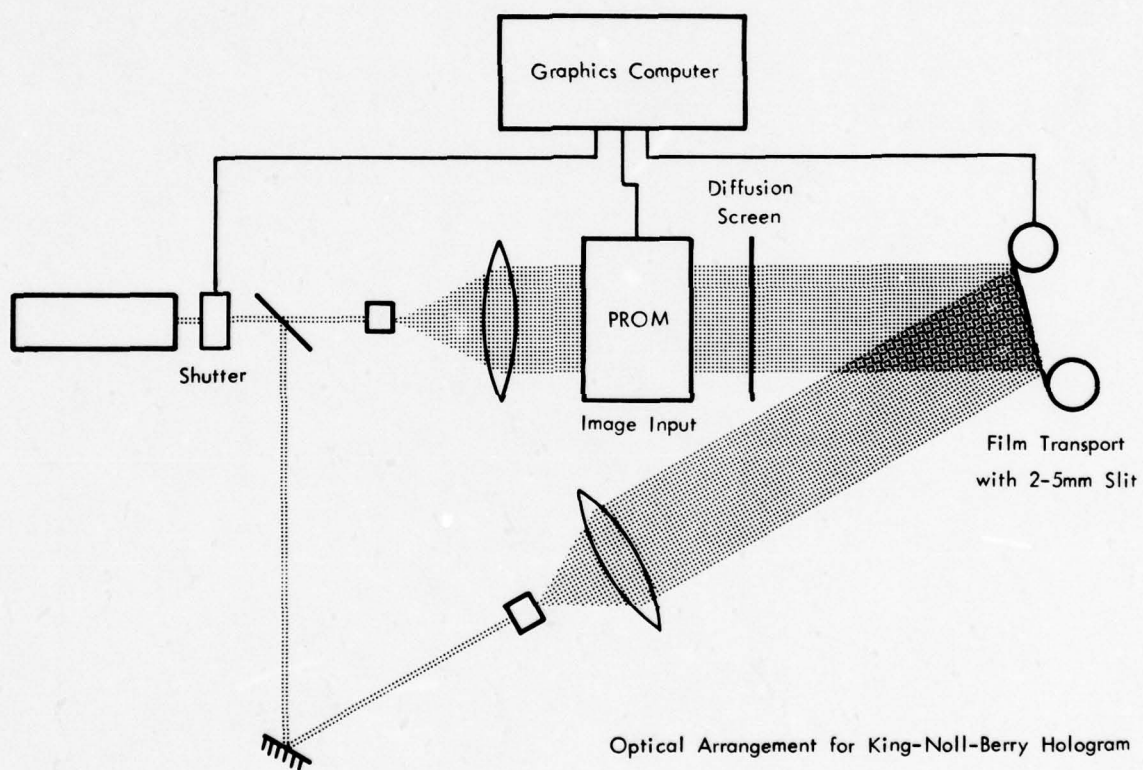 Graphics Computer
Diffusion
Screen
PROM
Shutter
Image Input
Film Transport
with 2-5mm Slit
Optical Arrangement for King-Noll-Berry Hologram